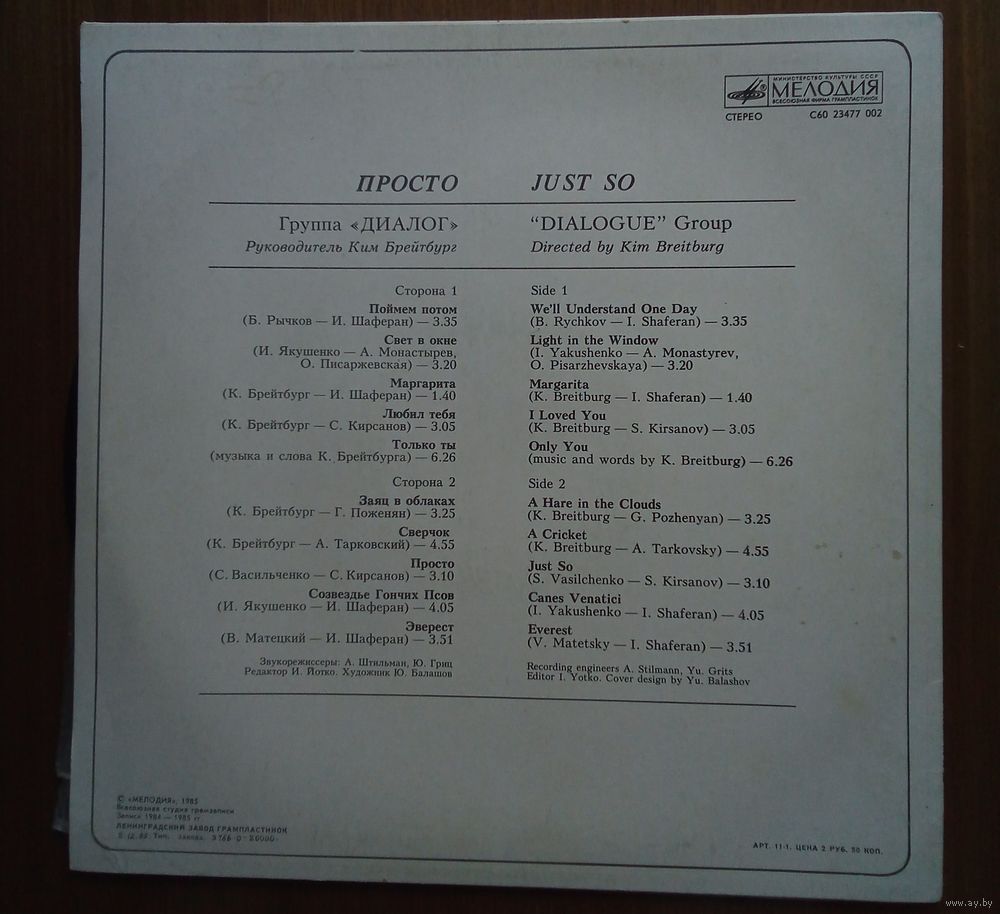 МИНИСТЕРСТВО КУЛЬТУРЫ СССР
МЕЛОДИЯ
ВСЕСОЮЗНАЯ ФИРМА ГРАМПЛАСТИНОК
СТЕРЕО С60 23477 002
ПРОСТО
Группа «ДИАЛОГ»
Руководитель Ким Брейтбург
Сторона 1
Поймем потом
(Б. Рычков — И. Шаферан) — 3.35
Свет в окне
(И. Якушенко — А. Монастырев,
О. Писаржевская) — 3.20
Маргарита
(К. Брейтбург — И. Шаферан) — 1.40
Любил тебя
(К. Брейтбург — С. Кирсанов) — 3.05
Только ты
(музыка и слова К. Брейтбурга) — 6.26
Сторона 2
Заяц в облаках
(К. Брейтбург — Г. Поженян) — 3.25
Сверчок
(К. Брейтбург — А. Тарковский) — 4.55
Просто
(С. Васильченко — С. Кирсанов) — 3.10
Созвездье Гончих Псов
(И. Якушенко — И. Шаферан) — 4.05
Эверест
(В. Матецкий — И. Шаферан) — 3.51
Звукорежиссеры: А. Штильман, Ю. Гриц
Редактор И. Йотко. Художник Ю. Балашов
JUST SO
“DIALOGUE” Group
Directed by Kim Breitburg
Side 1
We'll Understand One Day
(B. Rychkov — I. Shaferan) — 3.35
Light in the Window
(I. Yakushenko — A. Monastyrev,
O. Pisarzhevskaya) — 3.20
Margarita
(K. Breitburg — I. Shaferan) — 1.40
I Loved You
(K. Breitburg — S. Kirsanov) — 3.05
Only You
(music and words by K. Breitburg) — 6.26
Side 2
A Hare in the Clouds
(K. Breitburg — G. Pozhenyan) — 3.25
A Cricket
(K. Breitburg — A. Tarkovsky) — 4.55
Just So
(S. Vasilchenko — S. Kirsanov) — 3.10
Canes Venatici
(I. Yakushenko — I. Shaferan) — 4.05
Everest
(V. Matetsky — I. Shaferan) — 3.51
Recording engineers A. Stilmann, Yu. Grits
Editor I. Yotko. Cover design by Yu. Balashov
© «МЕЛОДИЯ», 1985
Всесоюзная студия грамзаписи
Запись 1984 — 1985 гг
ЛЕНИНГРАДСКИЙ ЗАВОД ГРАМПЛАСТИНОК
АРТ. 11-1. ЦЕНА 2 РУБ. 50 КОП.
www.ay.by